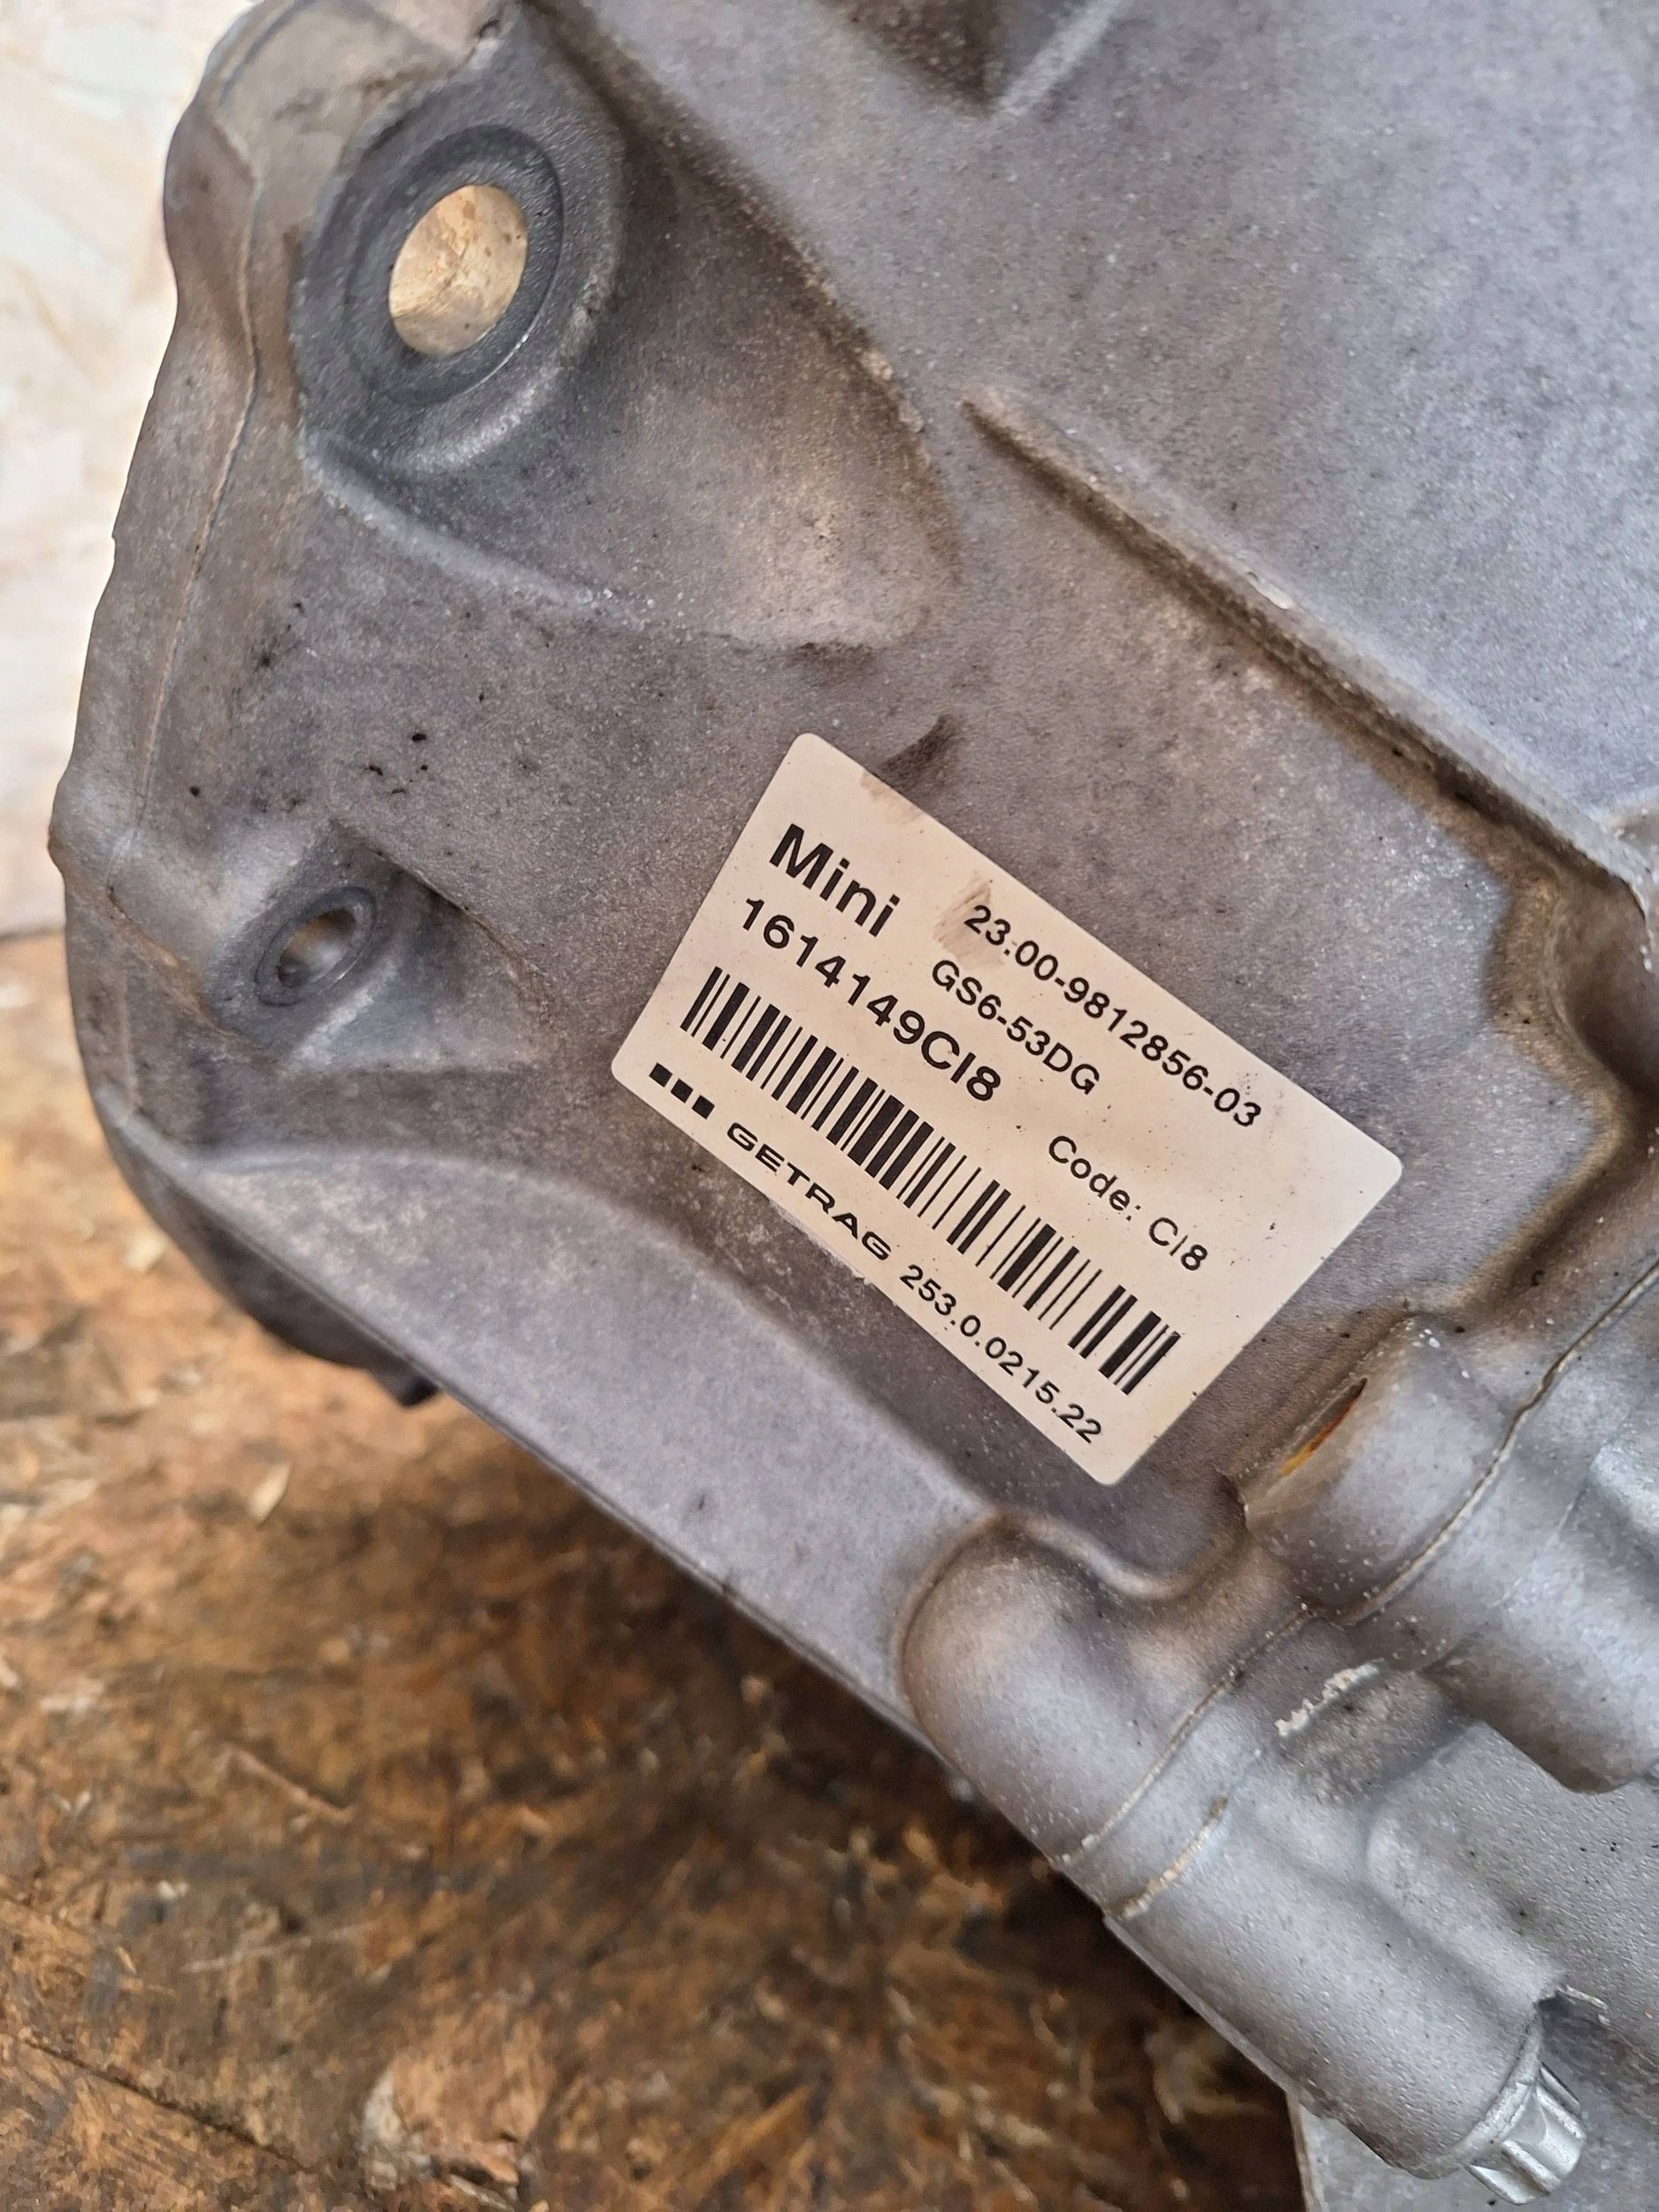 Mini 23.00-9812856-03
GS6-53DG
1614149CI8
Code: CI8
GETRAG 253.0.0215.22